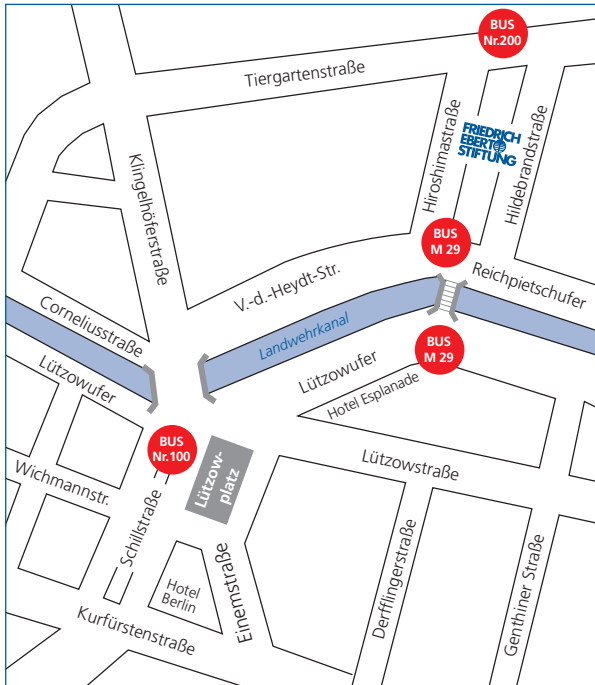 BUS
Nr.200
Tiergartenstraße
Klingelhöferstraße
Hiroshimastraße
FRIEDRICH
EBERT
STIFTUNG
Hildebrandstraße
BUS
M 29
Reichpietschufer
V.-d.-Heydt-Str.
Corneliusstraße
Landwehrkanal
BUS
M 29
Lützowufer
Lützowufer
Hotel Esplanade
BUS
Nr.100
Lützow-
platz
Lützowstraße
Wichmannstr.
Schillstraße
Hotel
Berlin
Einemstraße
Derfflingerstraße
Genthiner Straße
Kurfürstenstraße